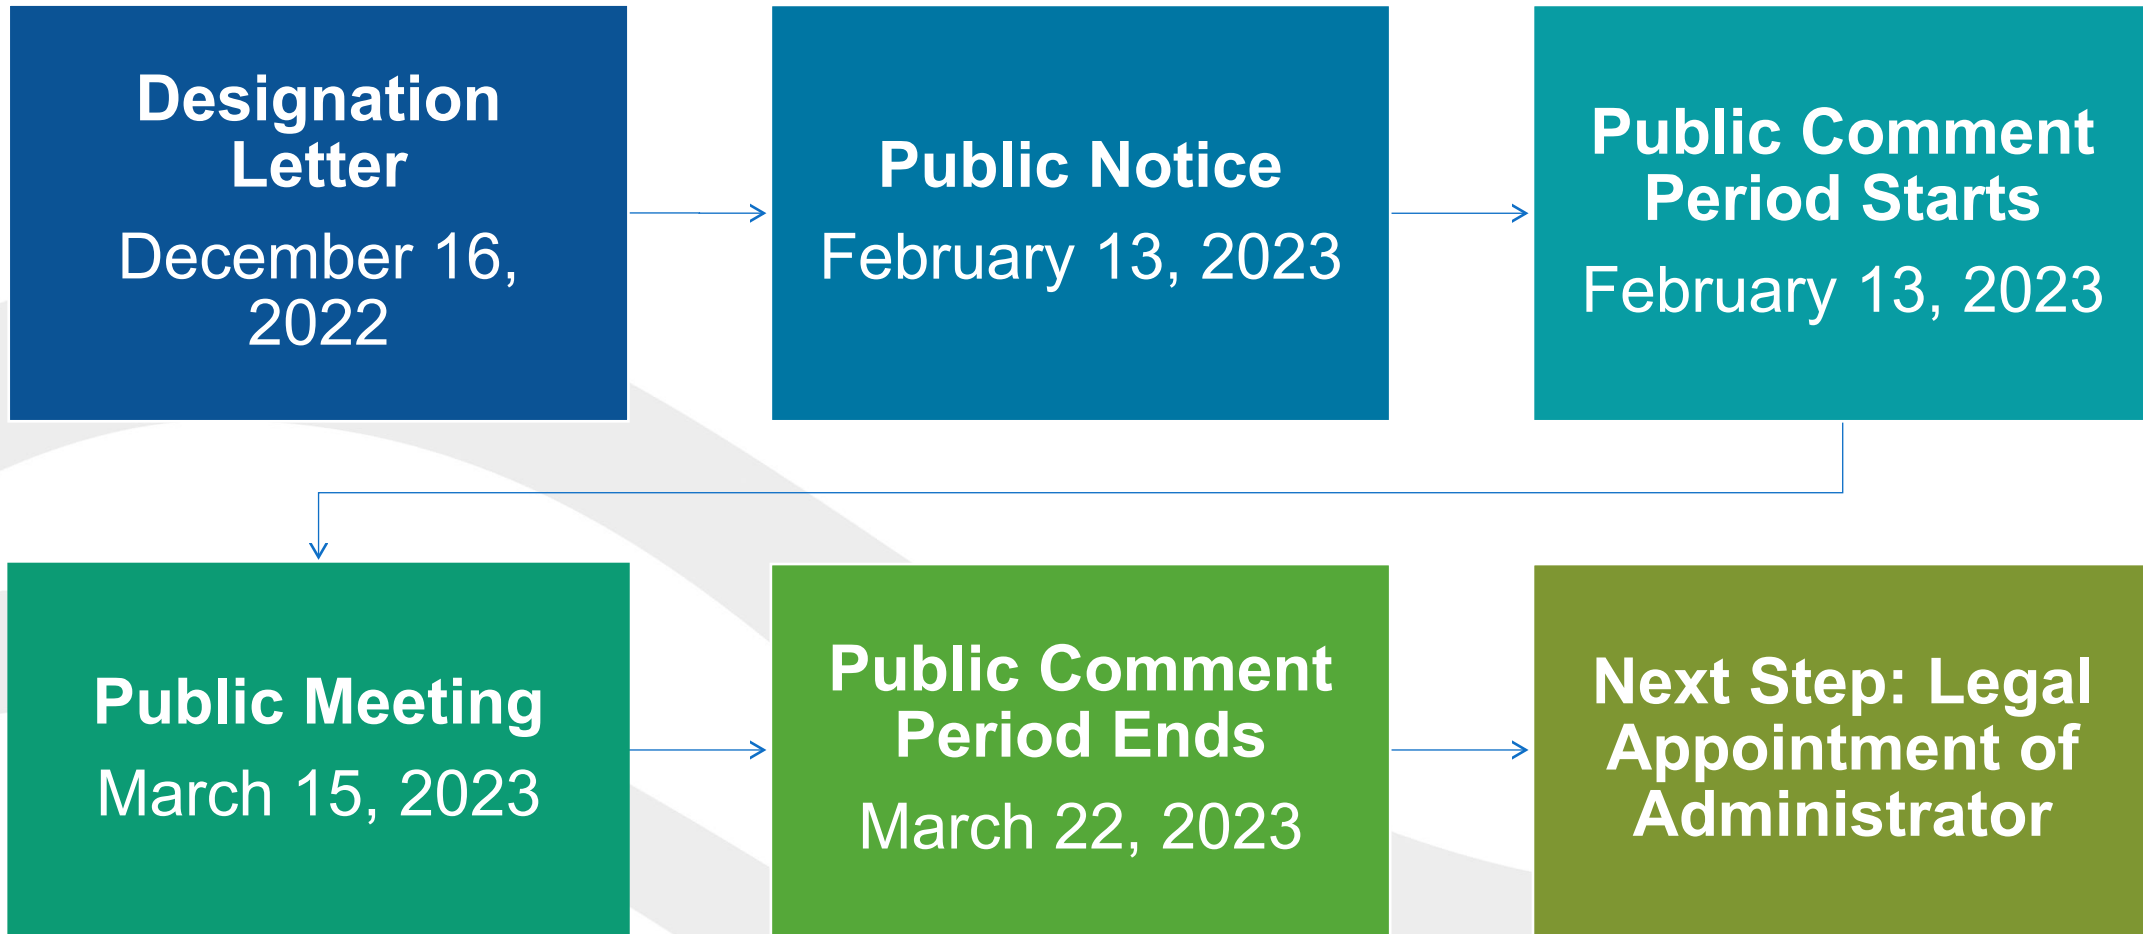 Designation
Letter
December 16,
2022
Public Notice
February 13, 2023
Public Comment
Period Starts
February 13, 2023
Public Meeting
March 15, 2023
Public Comment
Period Ends
March 22, 2023
Next Step: Legal
Appointment of
Administrator